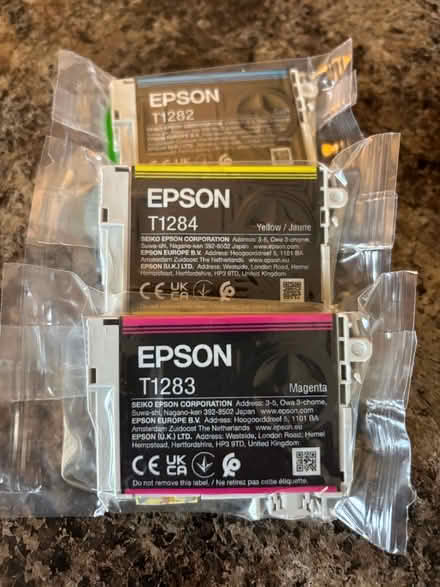 EPSON
T1282
EPSON
T1284
Yellow / Jaune
SEIKO EPSON CORPORATION Address: 3-5, Owa 3-chome,
Suwa-shi, Nagano-ken 392-8502 Japan www.epson.com
EPSON EUROPE B.V. Address: Hoogoorddreef 5, 1101 BA
Amsterdam Zuidoost The Netherlands www.epson.eu
EPSON (U.K.) LTD. Address: Westside, London Road, Hemel
Hempstead, Hertfordshire, HP3 9TD, United Kingdom
CE UK CA
EPSON
T1283
Magenta
SEIKO EPSON CORPORATION Address: 3-5, Owa 3-chome,
Suwa-shi, Nagano-ken 392-8502 Japan www.epson.com
EPSON EUROPE B.V. Address: Hoogoorddreef 5, 1101 BA
Amsterdam Zuidoost The Netherlands www.epson.eu
EPSON (U.K.) LTD. Address: Westside, London Road, Hemel
Hempstead, Hertfordshire, HP3 9TD, United Kingdom
CE UK CA
Do not remove this label. / Ne retirez pas cette étiquette.